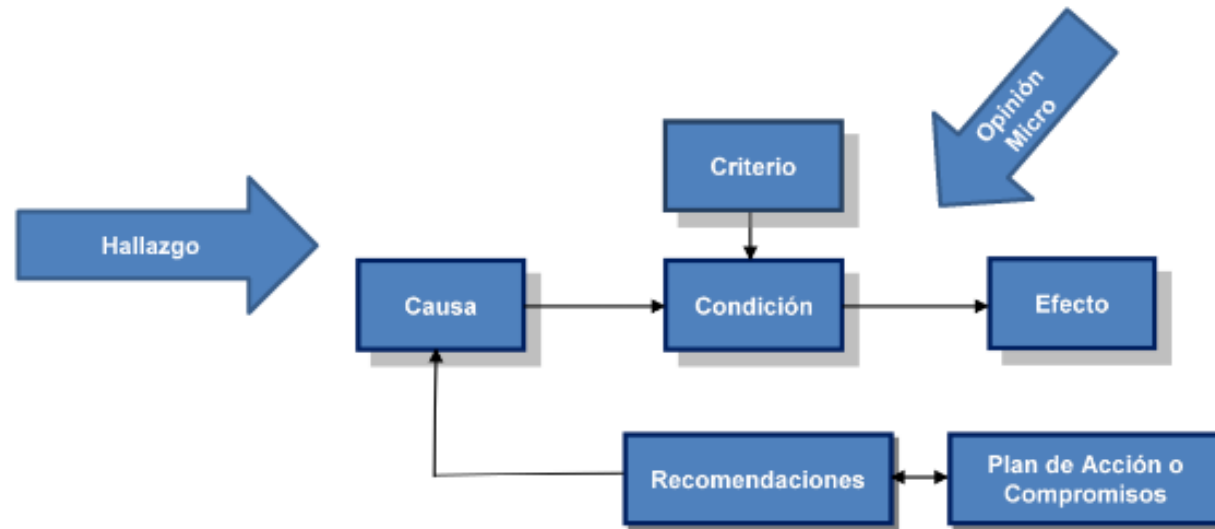 Opinión
Micro
Criterio
Hallazgo
Causa
Condición
Efecto
Recomendaciones
Plan de Acción o
Compromisos